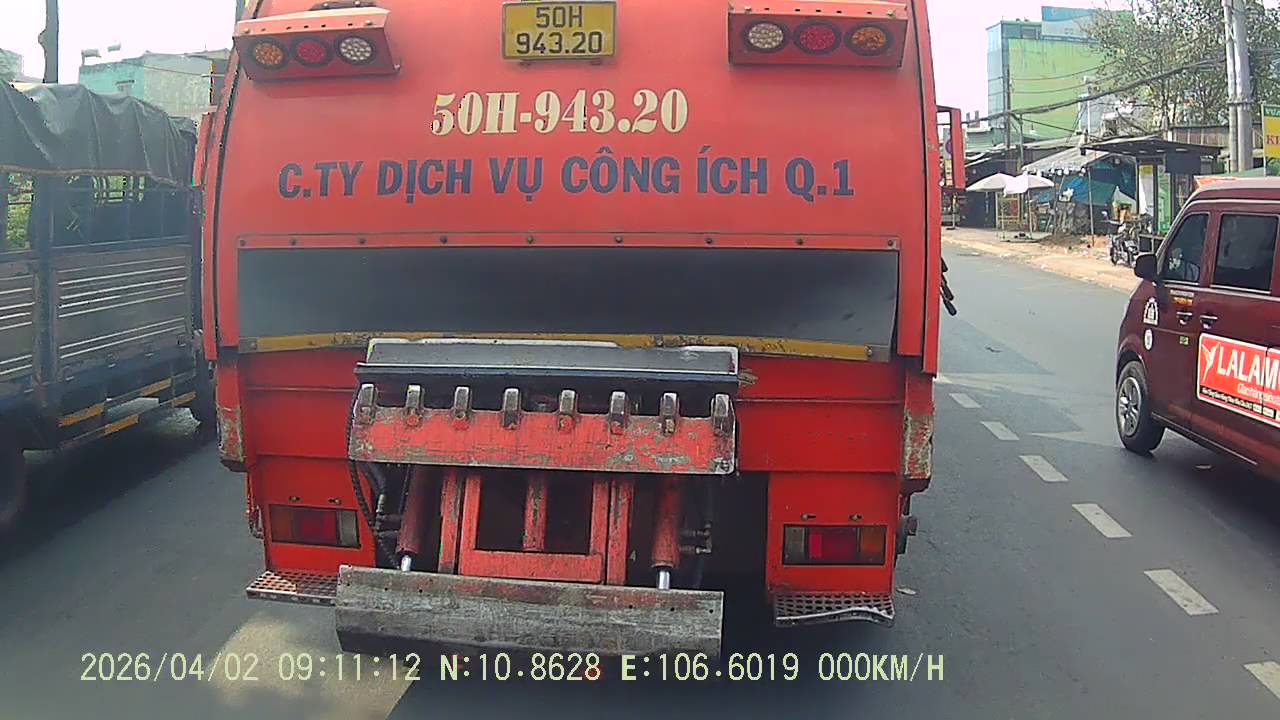 50H
943.20
50H-943.20
C.TY DỊCH VỤ CÔNG ÍCH Q.1
LALAM
2026/04/02 09:11:12 N:10.8628 E:106.6019 000KM/H